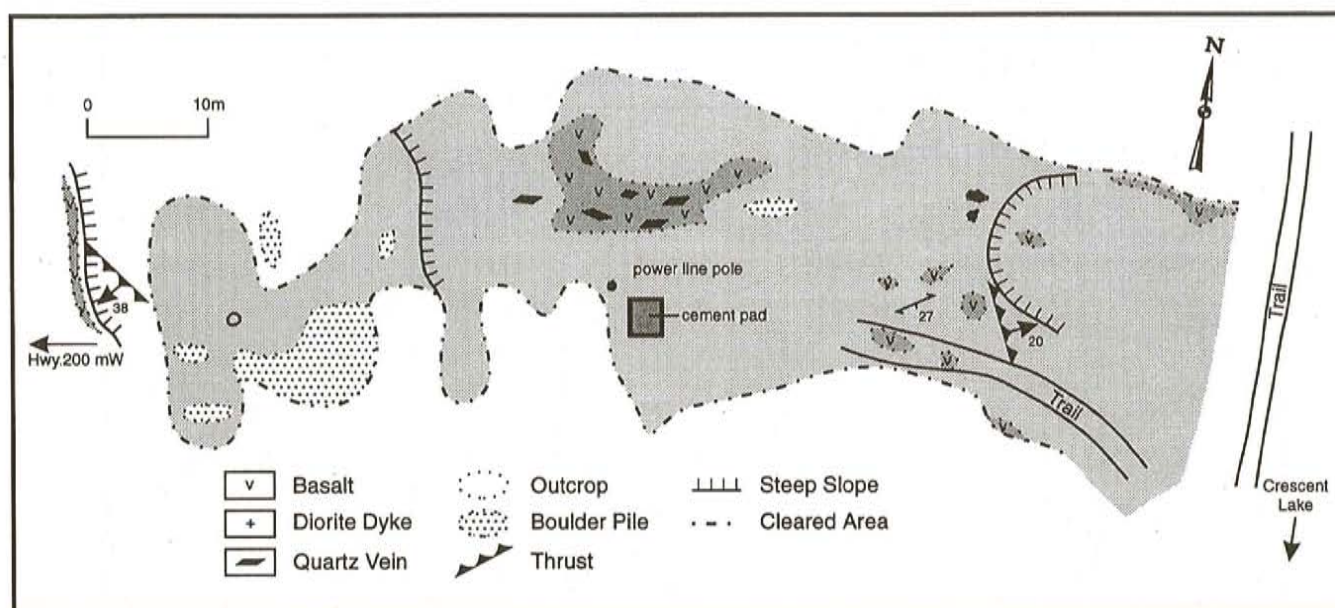 N
0 10m
power line pole
cement pad
38
27
20
Hwy.200 mW
Trail
Trail
Crescent
Lake
v Basalt
+ Diorite Dyke
Quartz Vein
Outcrop
Boulder Pile
Thrust
Steep Slope
Cleared Area